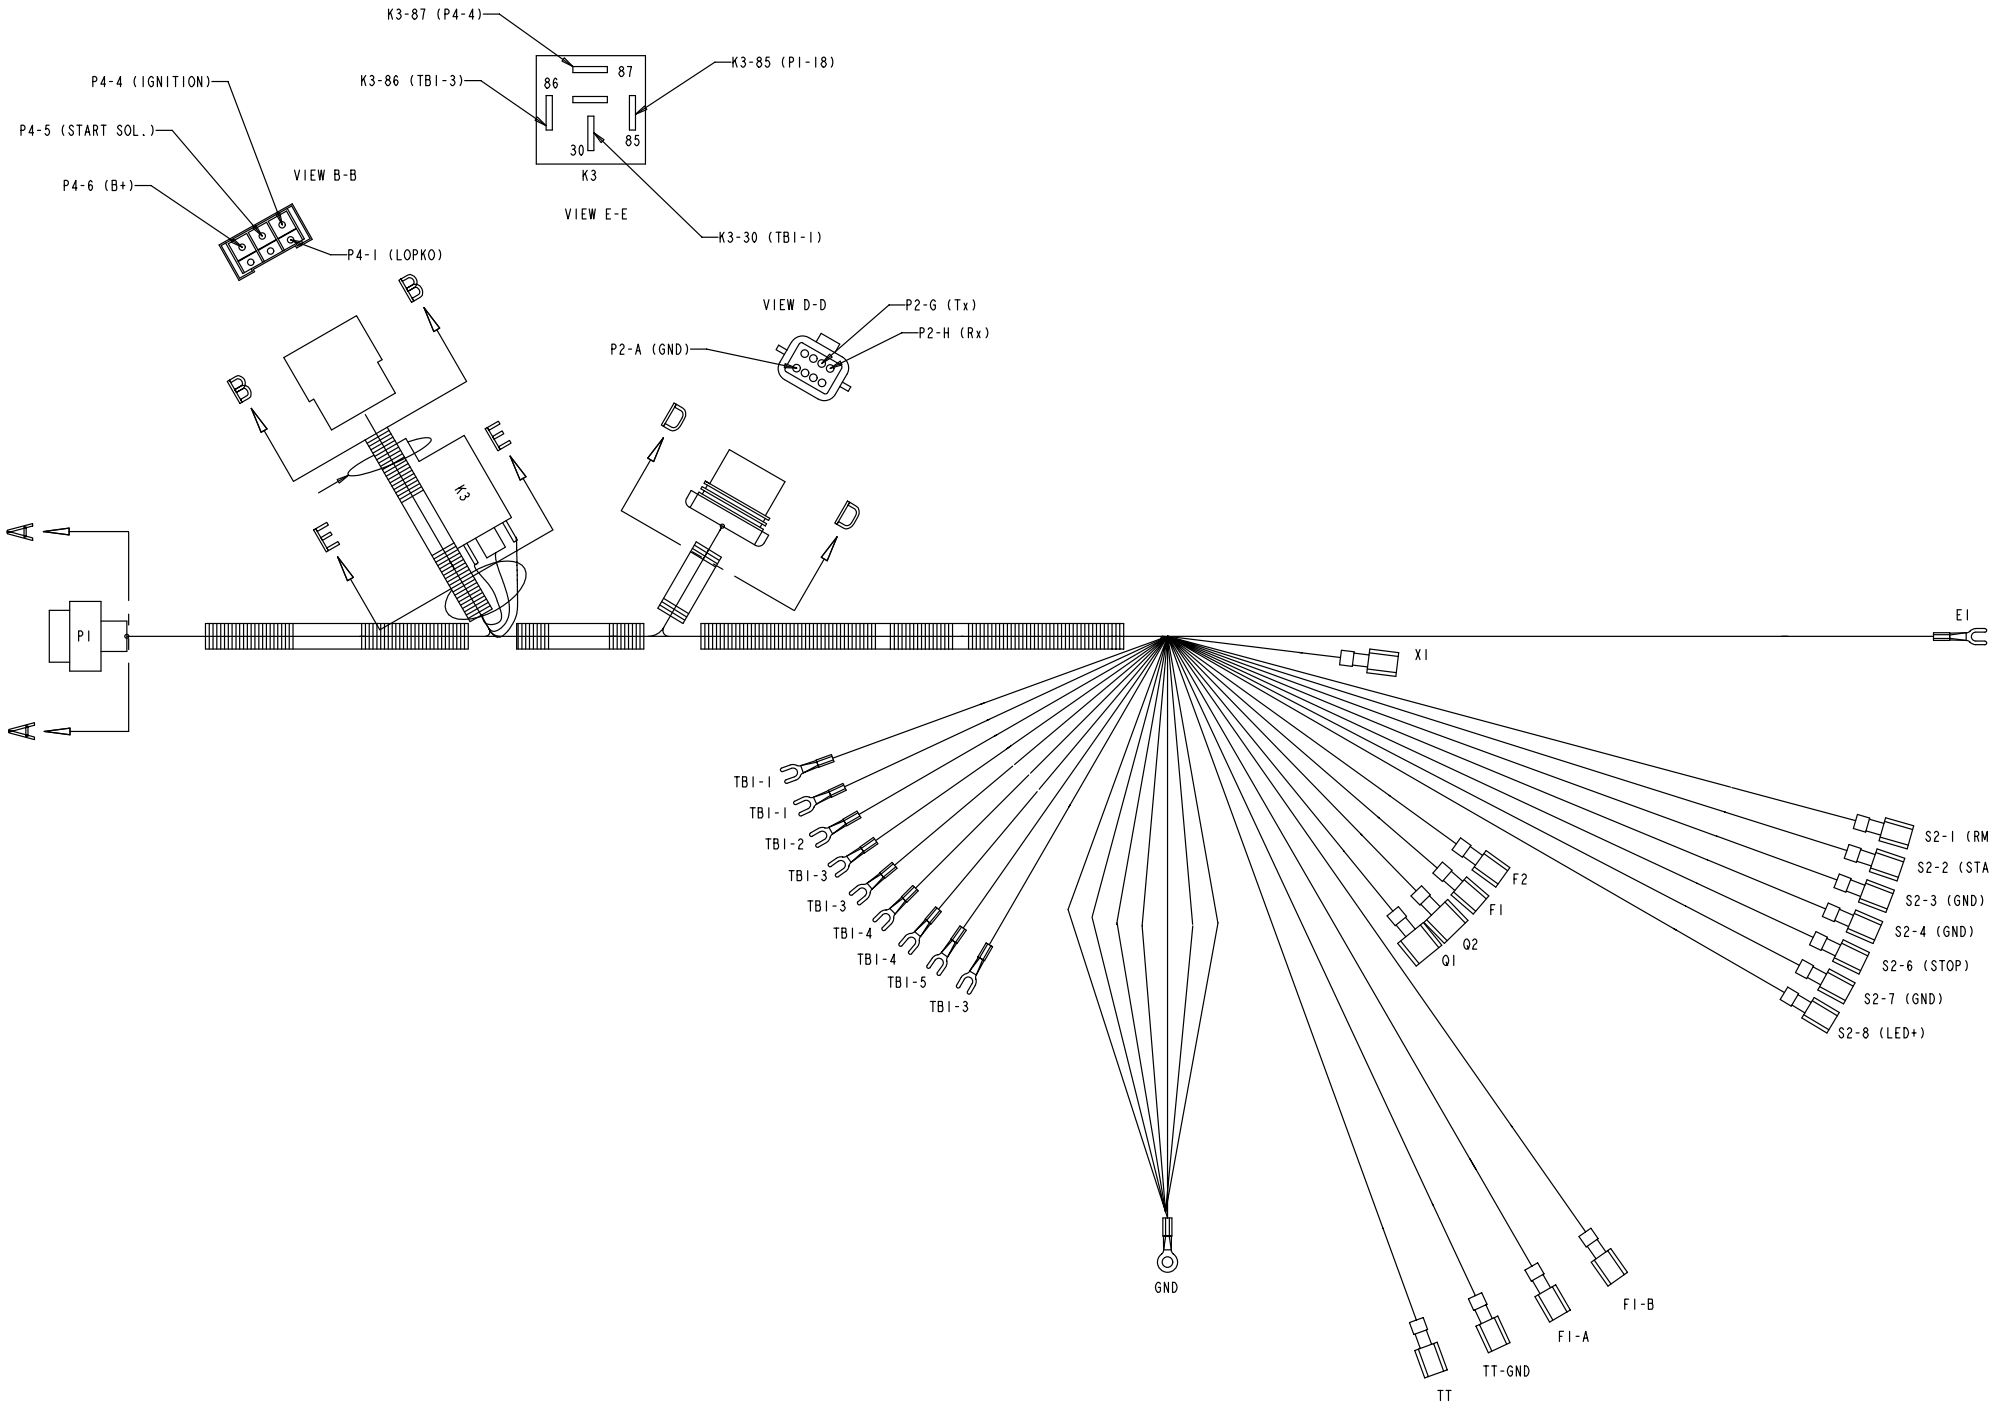 K3-87 (P4-4)
K3-85 (P1-18)
K3-86 (TB1-3)
87
86
85
30
K3
VIEW E-E
K3-30 (TB1-1)
P4-4 (IGNITION)
P4-5 (START SOL.)
P4-6 (B+)
VIEW B-B
P4-1 (LOPKO)
B
B
VIEW D-D
P2-G (Tx)
P2-H (Rx)
P2-A (GND)
D
D
E
E
K3
A
A
P1
E1
X1
TB1-1
TB1-1
TB1-2
TB1-3
TB1-3
TB1-4
TB1-4
TB1-5
TB1-3
F2
F1
Q2
Q1
S2-1 (RM
S2-2 (STA
S2-3 (GND)
S2-4 (GND)
S2-6 (STOP)
S2-7 (GND)
S2-8 (LED+)
GND
F1-B
F1-A
TT-GND
TT